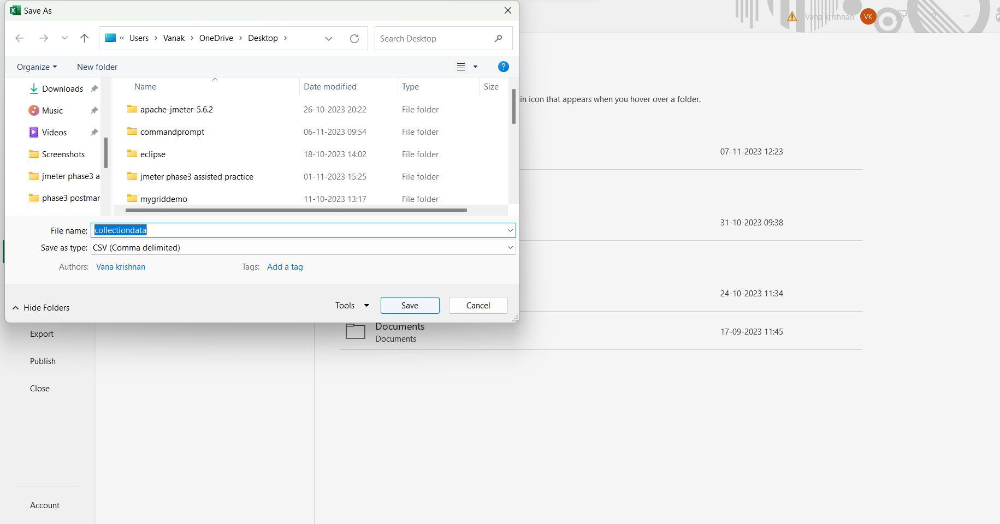 Save As
« Users › Vanak › OneDrive › Desktop ›
Search Desktop
Organize
New folder
?
Downloads
Music
Videos
Screenshots
jmeter phase3 a
phase3 postmar
Name Date modified Type Size
apache-jmeter-5.6.2 26-10-2023 20:22 File folder
commandprompt 06-11-2023 09:54 File folder
eclipse 18-10-2023 14:02 File folder
jmeter phase3 assisted practice 01-11-2023 15:25 File folder
mygriddemo 11-10-2023 13:17 File folder
File name: collectiondata
Save as type: CSV (Comma delimited)
Authors: Vana krishnan Tags: Add a tag
Hide Folders
Tools Save Cancel
Vana krishnan VK ?
in icon that appears when you hover over a folder.
07-11-2023 12:23
31-10-2023 09:38
24-10-2023 11:34
Documents
Documents
17-09-2023 11:45
Export
Publish
Close
Account